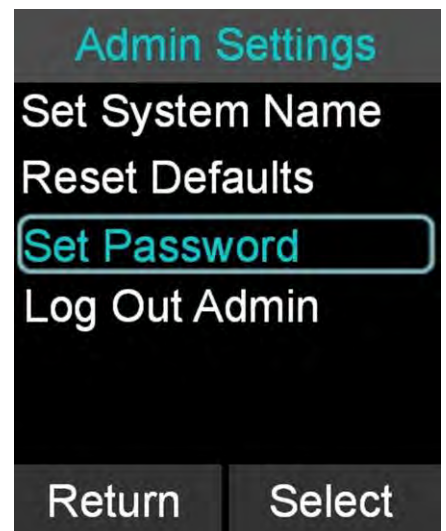 Admin Settings
Set System Name
Reset Defaults
Set Password
Log Out Admin
Return Select